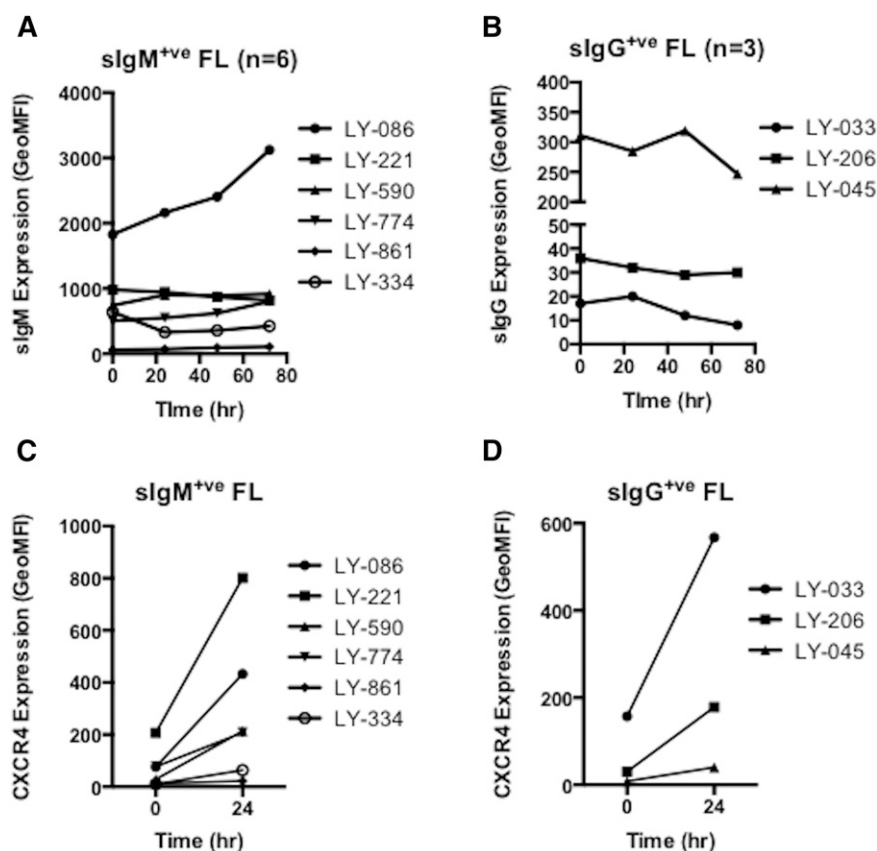 A
sIgM+ve FL (n=6)
sIgM Expression (GeoMFI)
4000
3000
2000
1000
0
0 20 40 60 80
TIme (hr)
LY-086
LY-221
LY-590
LY-774
LY-861
LY-334
B
sIgG+ve FL (n=3)
sIgG Expression (GeoMFI)
400
350
300
250
200
50
40
30
20
10
0
0 20 40 60 80
TIme (hr)
LY-033
LY-206
LY-045
C
sIgM+ve FL
CXCR4 Expression (GeoMFI)
1000
800
600
400
200
0
0 24
Time (hr)
LY-086
LY-221
LY-590
LY-774
LY-861
LY-334
D
sIgG+ve FL
CXCR4 Expression (GeoMFI)
600
400
200
0
0 24
Time (hr)
LY-033
LY-206
LY-045